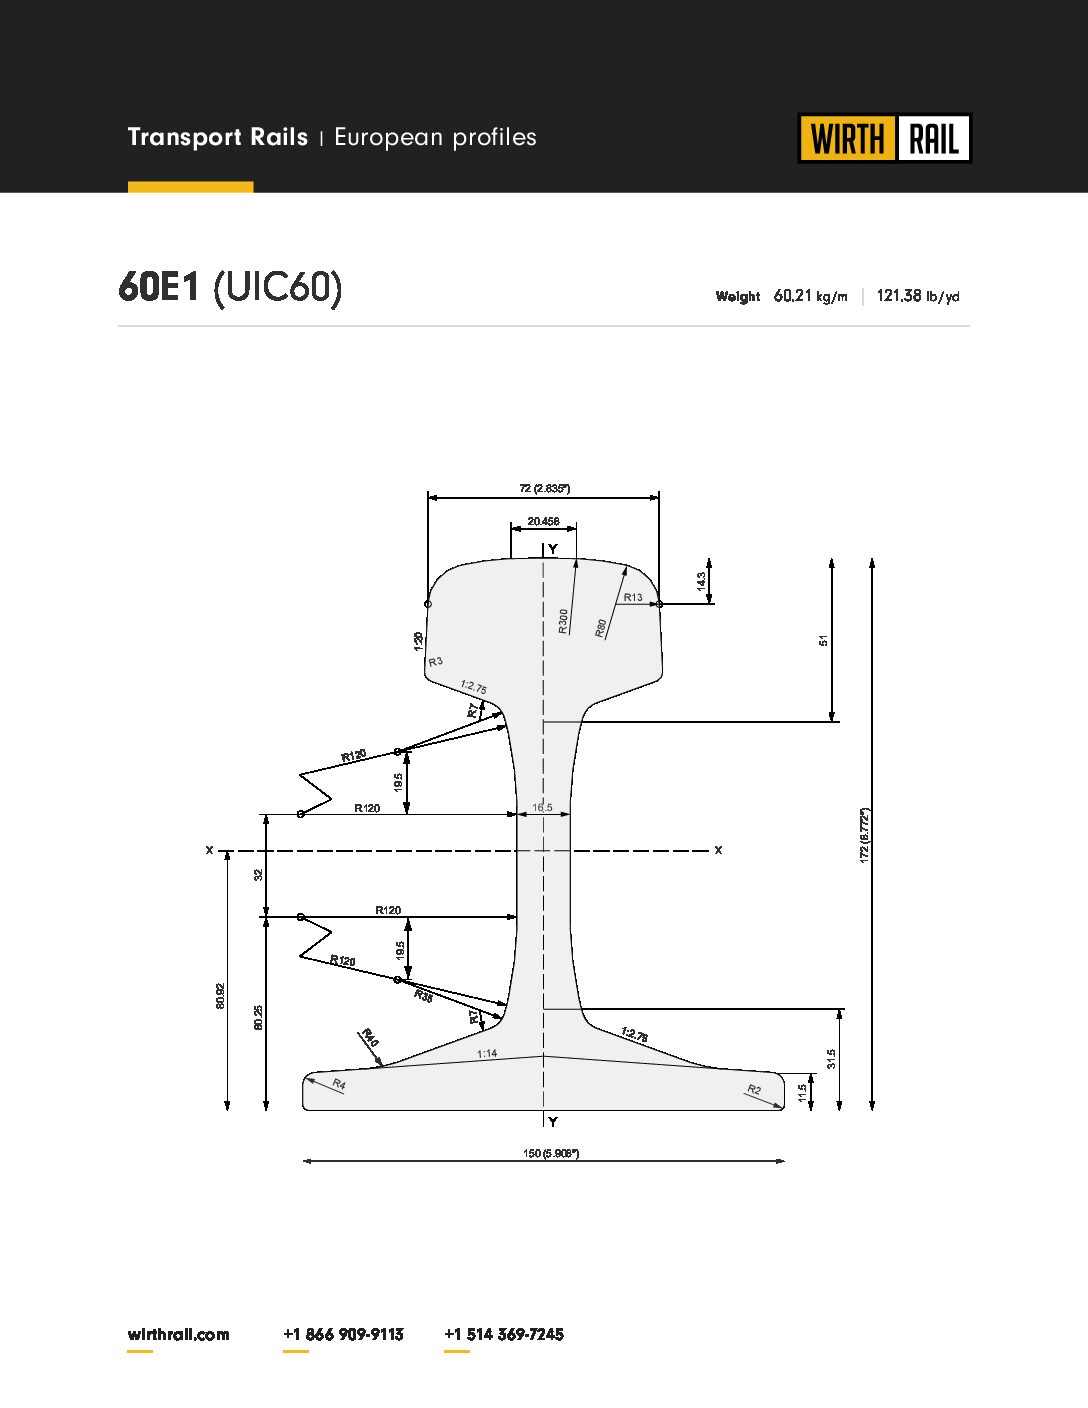 Transport Rails | European profiles
WIRTH RAIL
60E1 (UIC60)
Weight 60.21 kg/m | 121.38 lb/yd
72 (2.835")
20.456
Y
14.3
R13
R300
R80
51
1:20
R3
1:2.75
R7
R120
19.5
R120
16.5
172 (6.772")
X
X
32
R120
19.5
R120
R35
80.92
80.25
R7
R40
1:2.75
1:14
31.5
R4
R2
11.5
Y
150 (5.906")
wirthrail.com
+1 866 909-9113
+1 514 369-7245